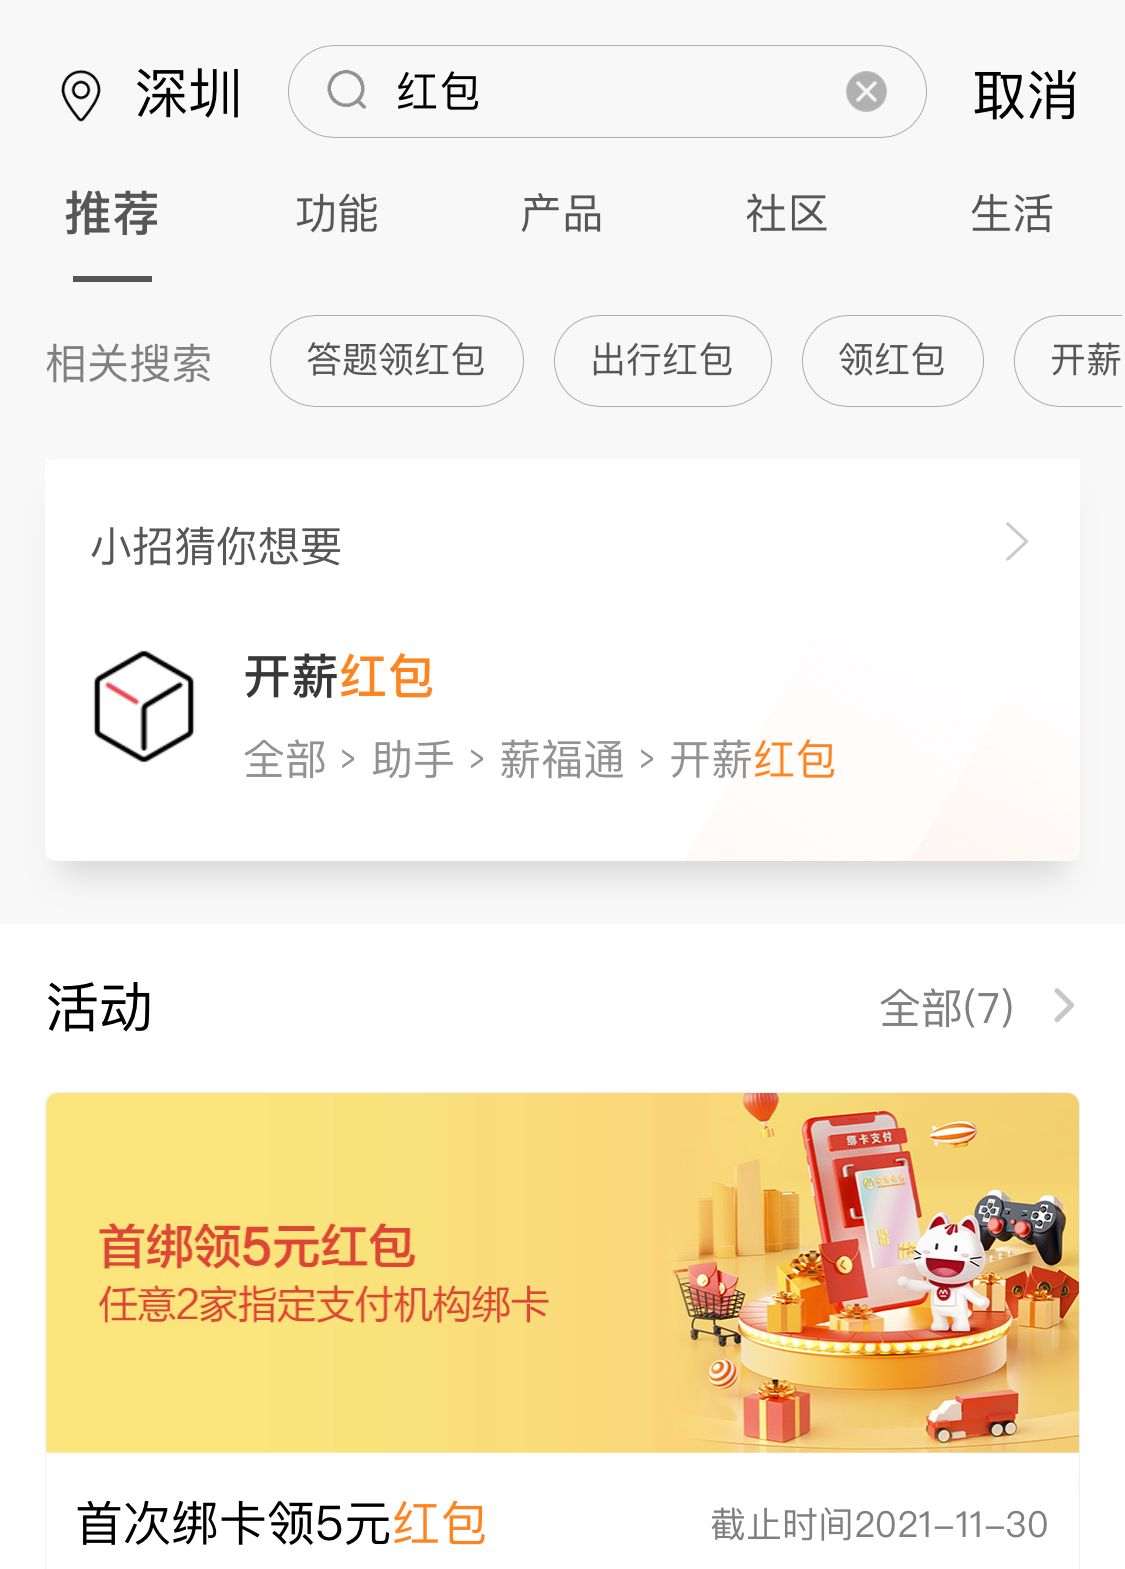 深圳 红包 取消
推荐 功能 产品 社区 生活
相关搜索 答题领红包 出行红包 领红包 开薪
小招猜你想要
开薪红包
全部 > 助手 > 薪福通 > 开薪红包
活动 全部(7)
绑卡支付
首绑领5元红包
任意2家指定支付机构绑卡
首次绑卡领5元红包 截止时间2021-11-30